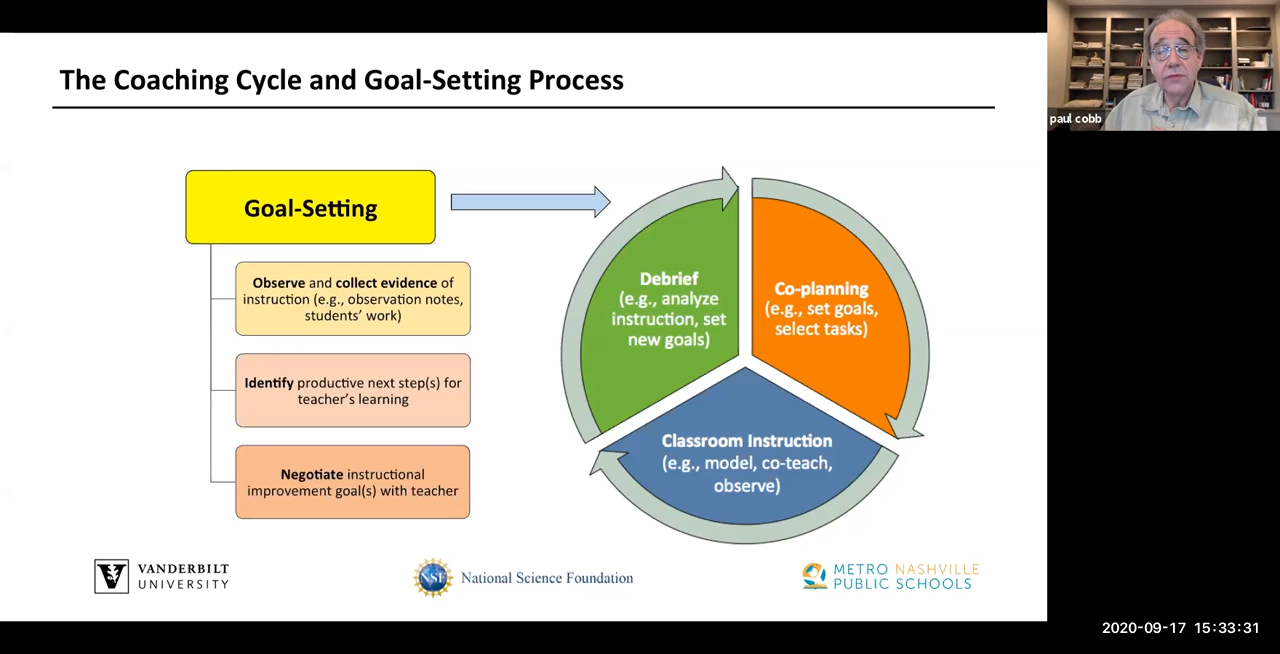 The Coaching Cycle and Goal-Setting Process
paul cobb
Goal-Setting
Observe and collect evidence of
instruction (e.g., observation notes,
students’ work)
Identify productive next step(s) for
teacher’s learning
Negotiate instructional
improvement goal(s) with teacher
Debrief
(e.g., analyze
instruction, set
new goals)
Co-planning
(e.g., set goals,
select tasks)
Classroom Instruction
(e.g., model, co-teach,
observe)
V
VANDERBILT
UNIVERSITY
NSF
National Science Foundation
METRO NASHVILLE
PUBLIC SCHOOLS
2020-09-17 15:33:31